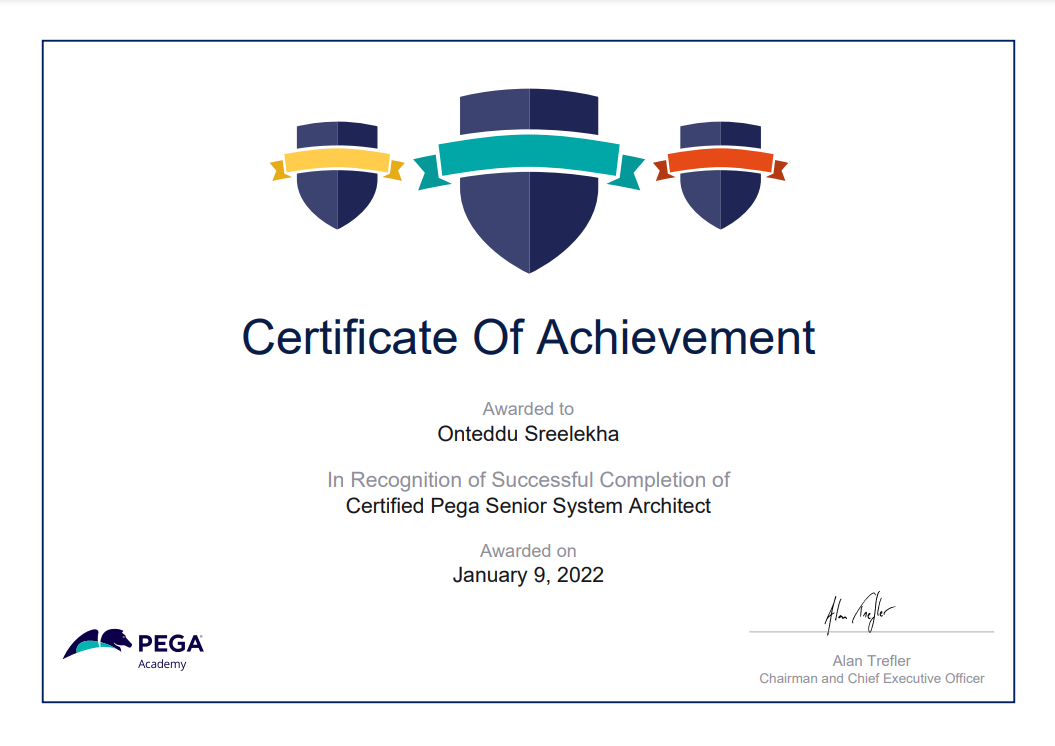 Certificate Of Achievement
Awarded to
Onteddu Sreelekha
In Recognition of Successful Completion of
Certified Pega Senior System Architect
Awarded on
January 9, 2022
PEGA
Academy
Alan Trefler
Alan Trefler
Chairman and Chief Executive Officer